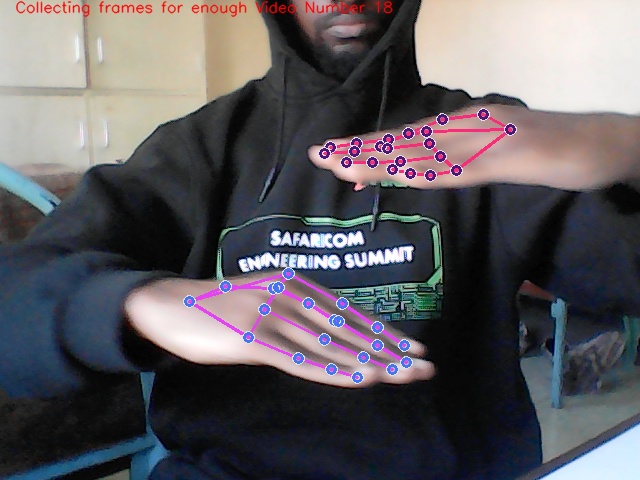 Collecting frames for enough Video Number 18
SAFARICOM
ENGINEERING SUMMIT